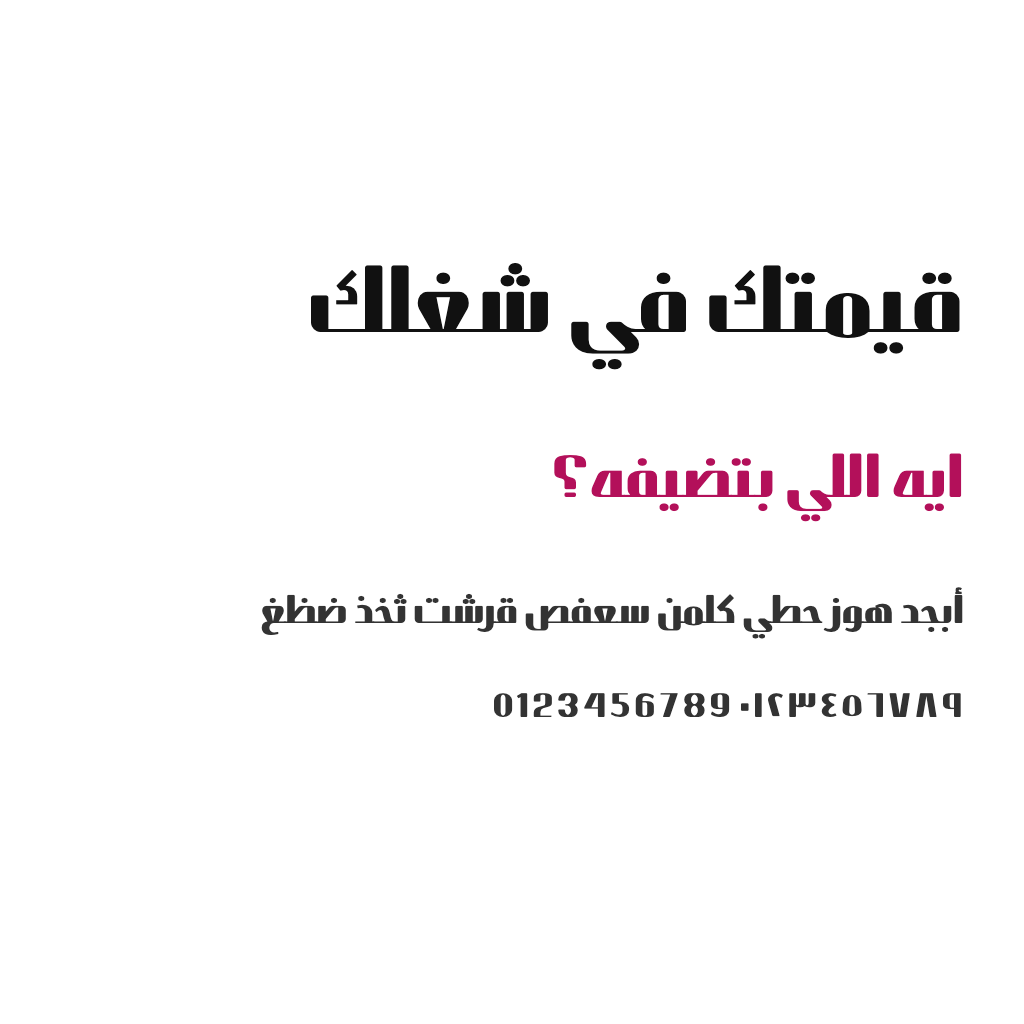 قيمتك في شغلك
ايه اللي بتضيفه؟
أبجد هوز حطي كلمن سعفص قرشت ثخذ ضظغ
0123456789 ٠١٢٣٤٥٦٧٨٩